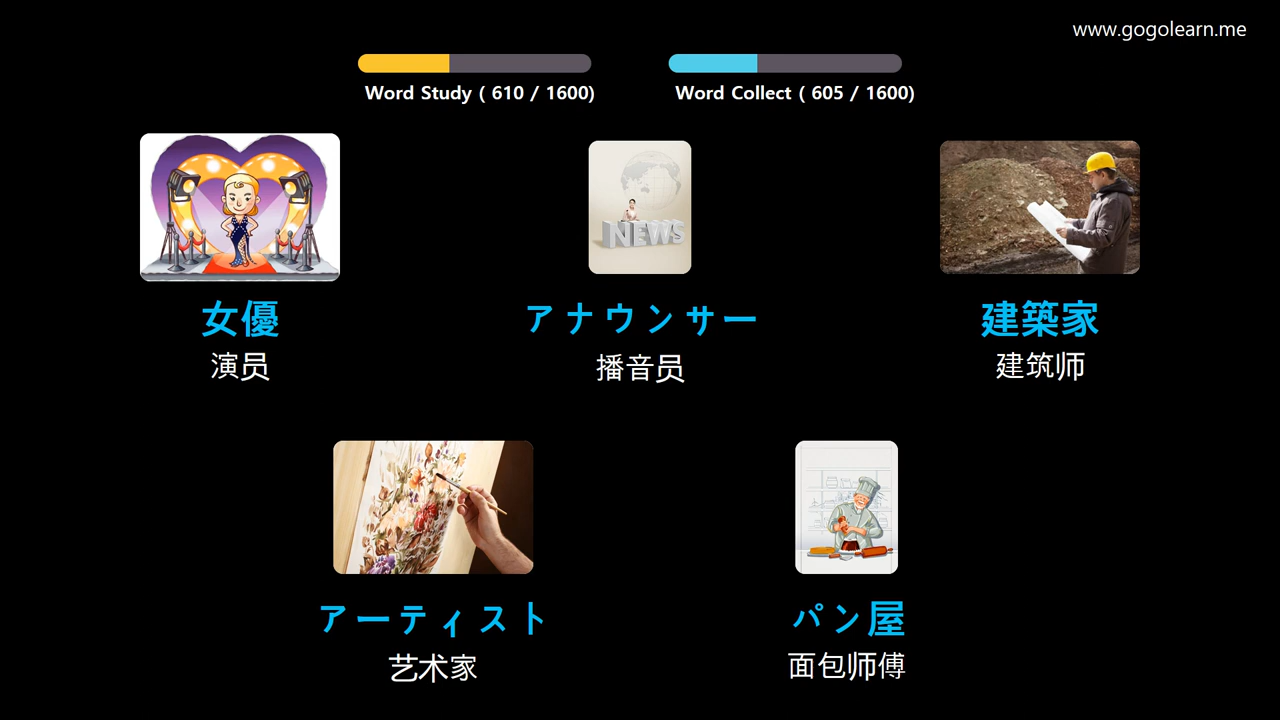 www.gogolearn.me
Word Study ( 610 / 1600)
Word Collect ( 605 / 1600)
NEWS
女優
演员
アナウンサー
播音员
建築家
建筑师
アーティスト
艺术家
パン屋
面包师傅